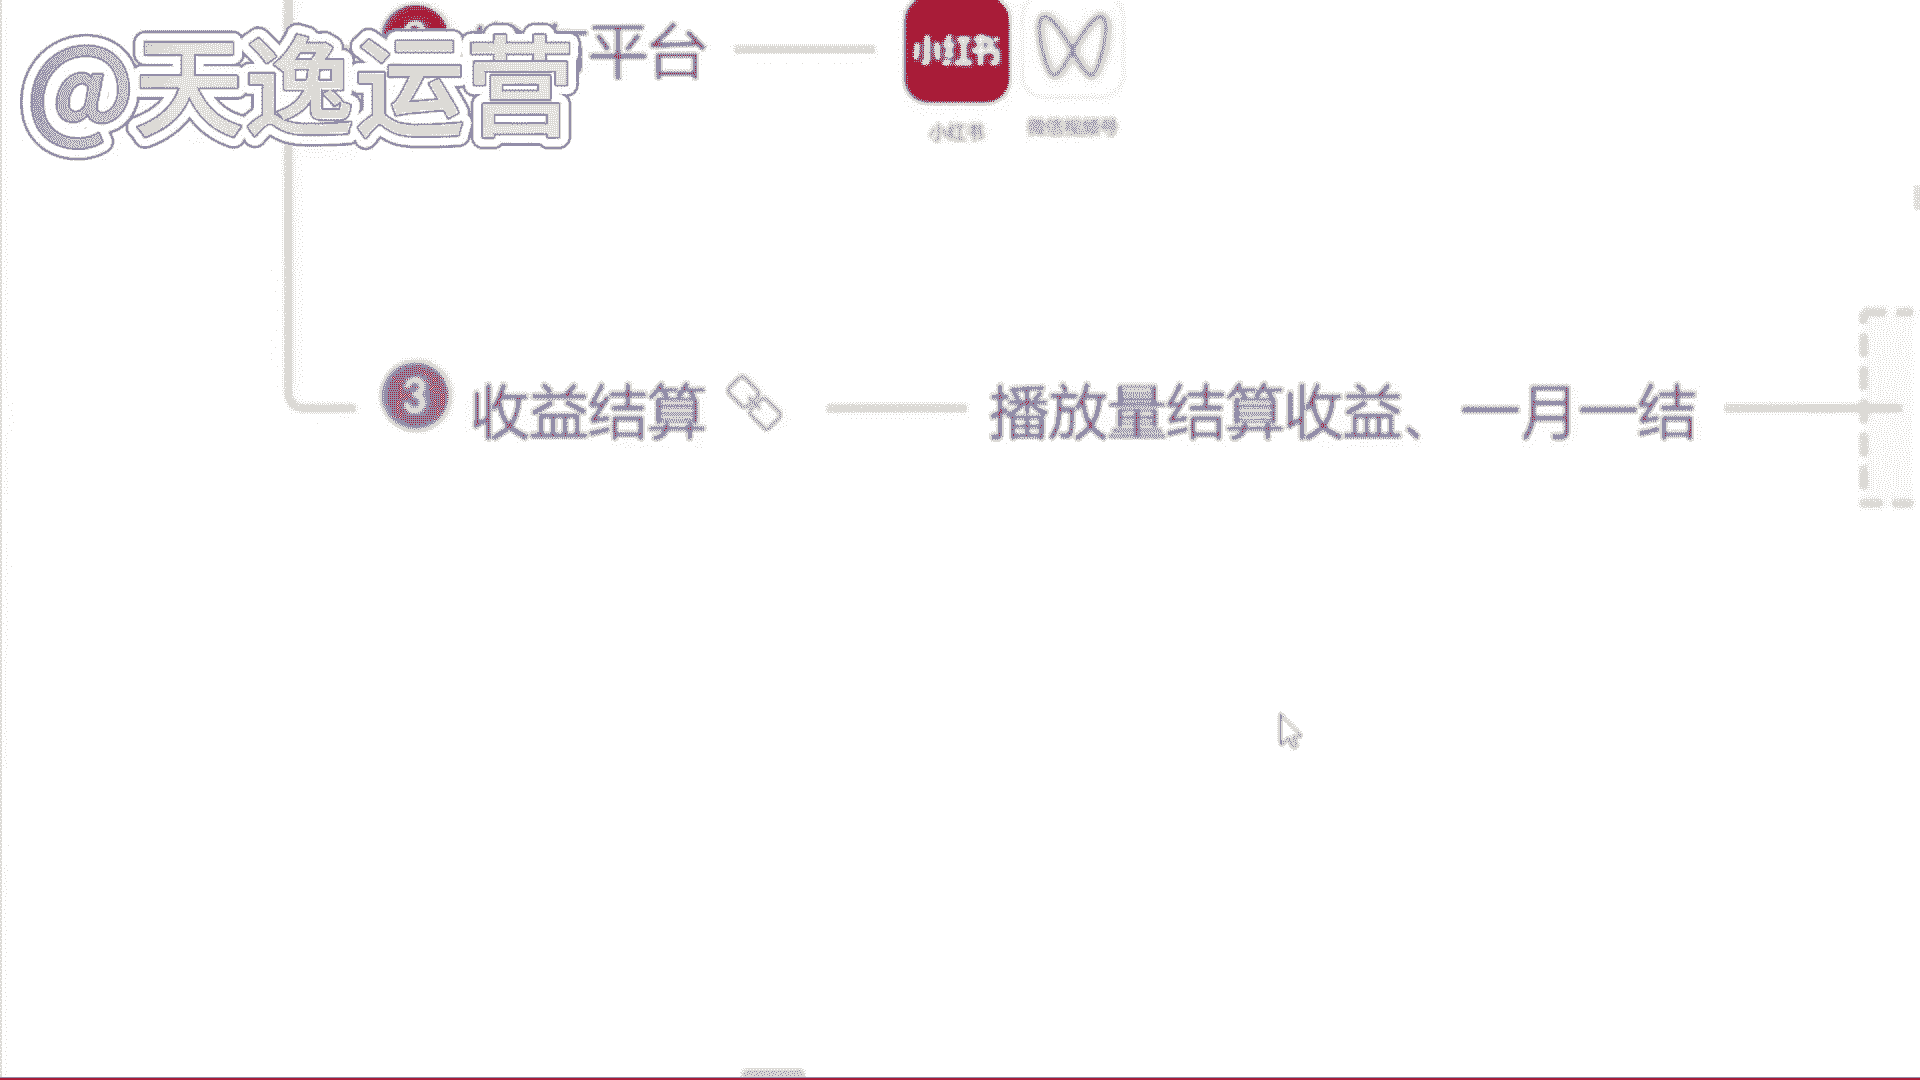 @天逸运营
平台
小红书
小红书
微信视频号
3 收益结算
播放量结算收益、一月一结